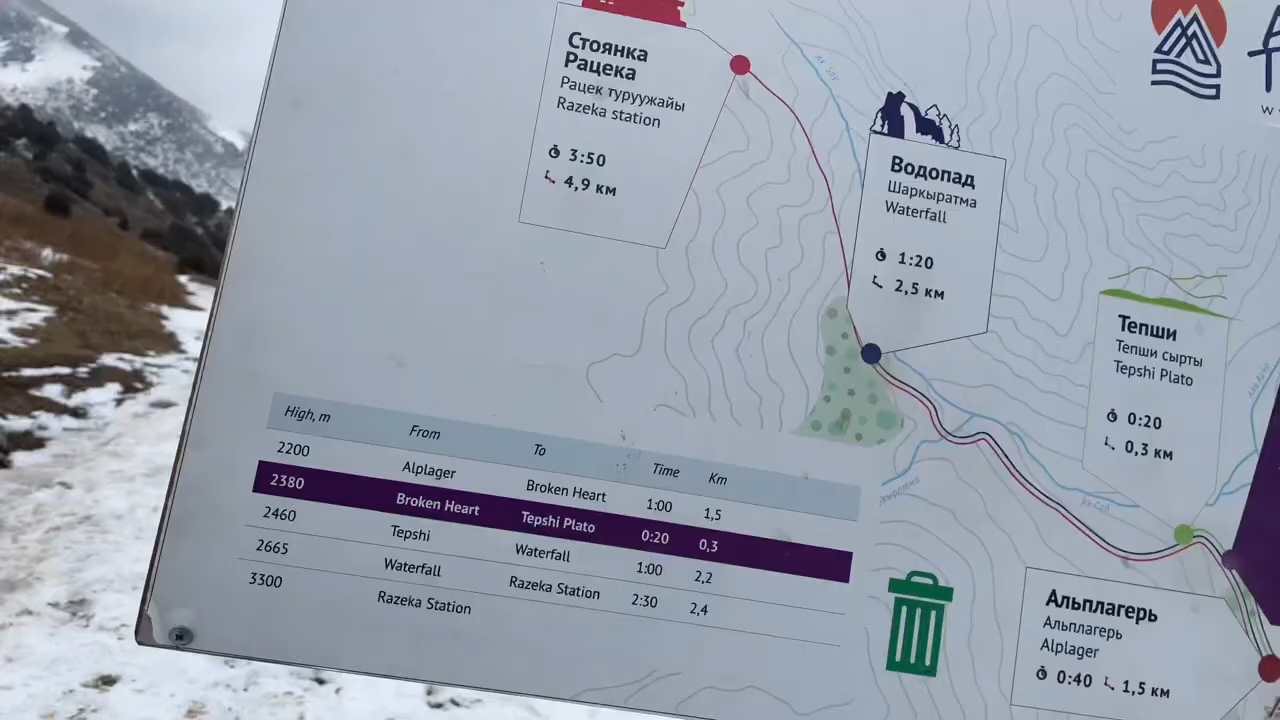 Стоянка
Рацека
Рацек туруужайы
Razeka station
3:50
4,9 км
Ak Say
Водопад
Шаркыратма
Waterfall
1:20
2,5 км
Тепши
Тепши сырты
Tepshi Plato
0:20
0,3 км
Альплагерь
Альплагерь
Alplager
0:40 1,5 км
High, m From To Time Km
2200 Alplager Broken Heart 1:00 1,5
2380 Broken Heart Tepshi Plato 0:20 0,3
2460 Tepshi Waterfall 1:00 2,2
2665 Waterfall Razeka Station 2:30 2,4
3300 Razeka Station